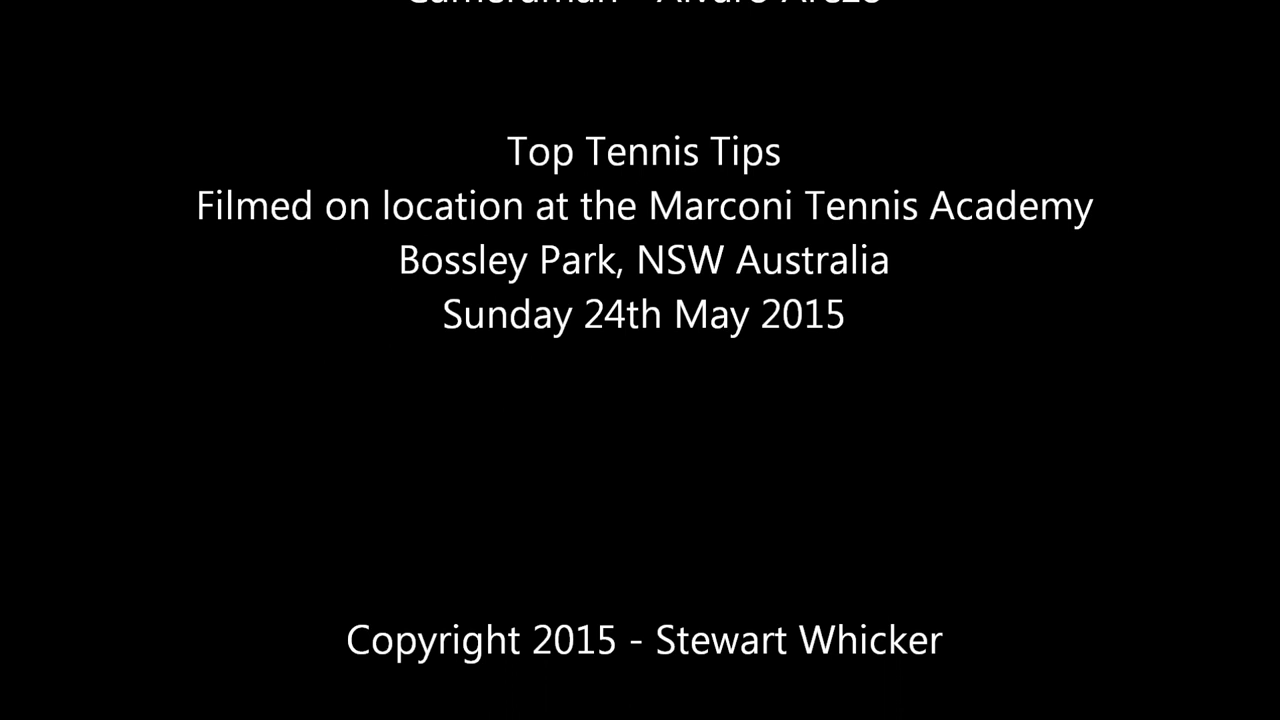 Top Tennis Tips
Filmed on location at the Marconi Tennis Academy
Bossley Park, NSW Australia
Sunday 24th May 2015
Copyright 2015 - Stewart Whicker